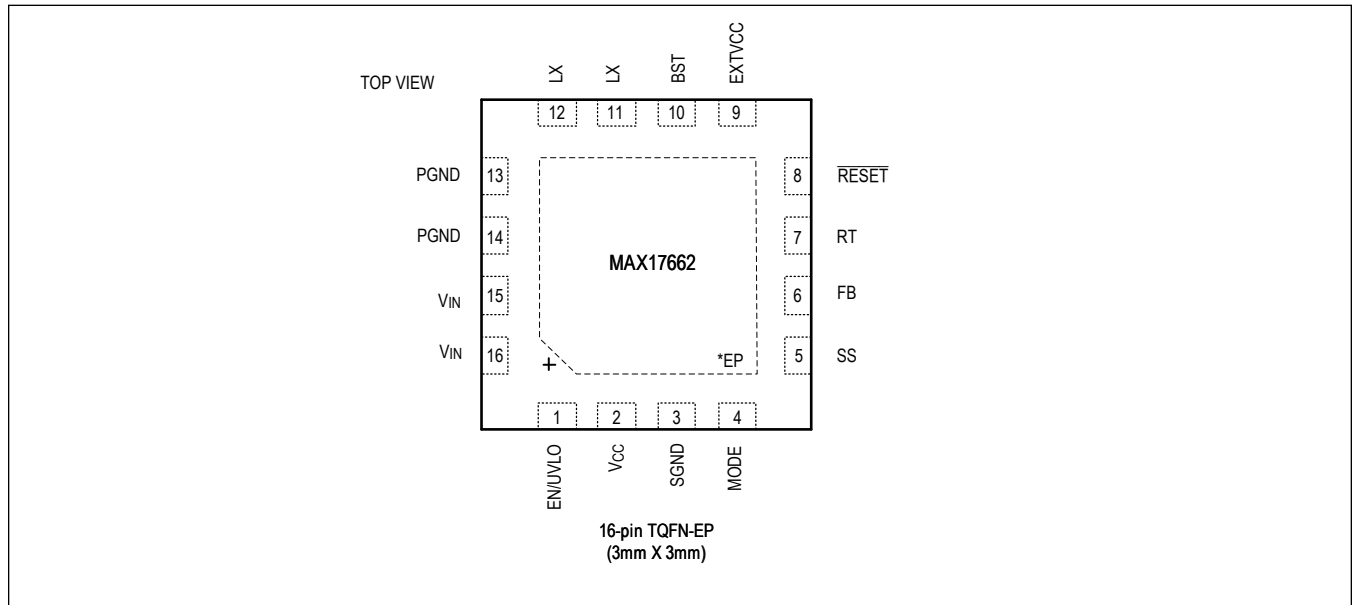 TOP VIEW
LX
LX
BST
EXTVCC
12
11
10
9
PGND
13
8
RESET
PGND
14
7
RT
MAX17662
VIN
15
6
FB
VIN
16
5
SS
+
*EP
1
2
3
4
EN/UVLO
VCC
SGND
MODE
16-pin TQFN-EP
(3mm X 3mm)